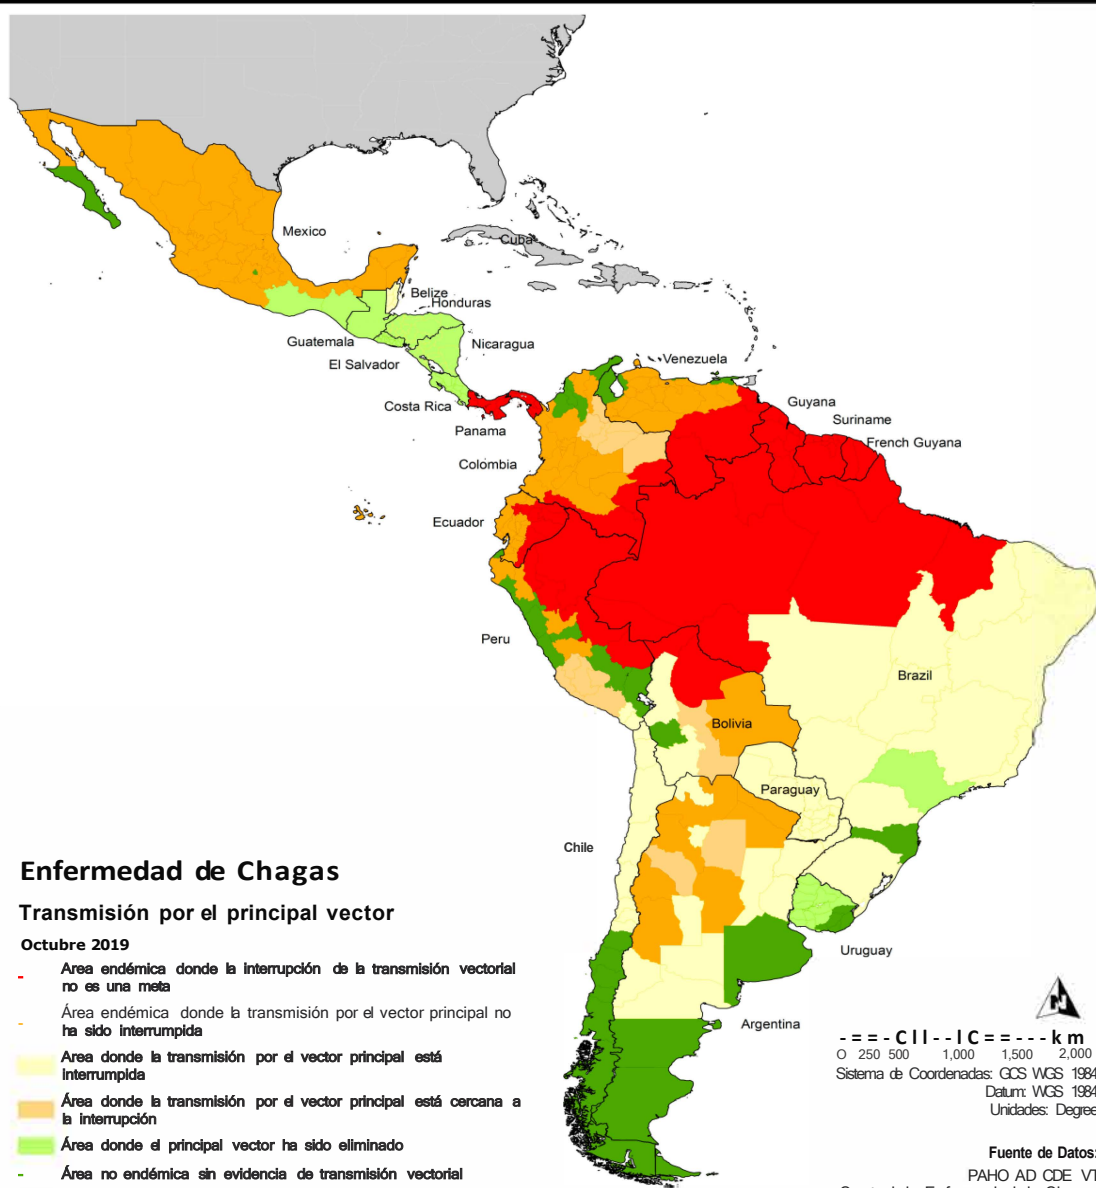 Mexico
Cuba
Belize
Honduras
Guatemala
Nicaragua
El Salvador
Venezuela
Costa Rica
Guyana
Panama
Suriname
French Guyana
Colombia
Ecuador
Peru
Brazil
Bolivia
Paraguay
Chile
Uruguay
Argentina
Enfermedad de Chagas
Transmisión por el principal vector
Octubre 2019
Area endémica donde la interrupción de la transmisión vectorial
no es una meta
Área endémica donde la transmisión por el vector principal no
ha sido interrumpida
Area donde la transmisión por el vector principal está
interrumpida
Área donde la transmisión por el vector principal está cercana a
la interrupción
Área donde el principal vector ha sido eliminado
Área no endémica sin evidencia de transmisión vectorial
N
- = = - C l l - - l C = = - - - k m
O 250 500 1,000 1,500 2,000
Sistema de Coordenadas: GCS WGS 1984
Datum: WGS 1984
Unidades: Degree
Fuente de Datos:
PAHO AD CDE VT